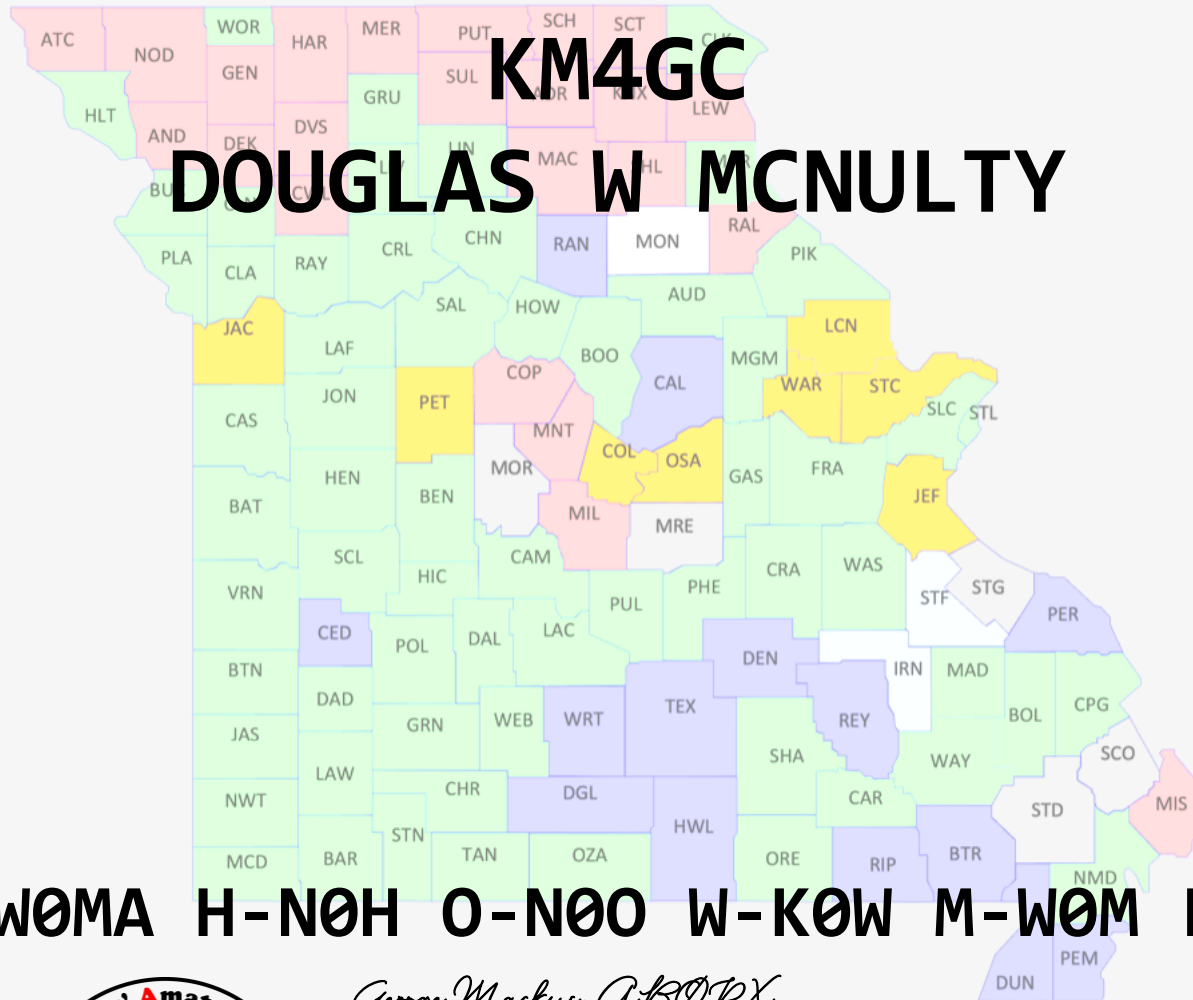 ATC NOD WOR HAR MER PUT SCH SCT
GEN SUL
KM4GC
HLT GRU LEW
AND DEK DVS MAC
DOUGLAS W MCNULTY
PLA CLA RAY CRL CHN RAN MON RAL PIK
JAC LAF SAL HOW AUD LCN
BOO MGM
COP CAL WAR STC
CAS JON PET SLC STL
MNT COL OSA
BAT HEN BEN MOR GAS FRA JEF
MIL MRE
SCL HIC CAM CRA WAS
VRN PUL PHE STF STG PER
CED POL DAL LAC
BTN DAD DEN IRN MAD
JAS GRN WEB WRT TEX REY BOL CPG
LAW SHA WAY SCO
NWT CHR DGL CAR STD MIS
STN HWL
MCD BAR TAN OZA ORE RIP BTR NMD
W0MA H-N0H O-N0O W-K0W M-W0M
PEM
DUN